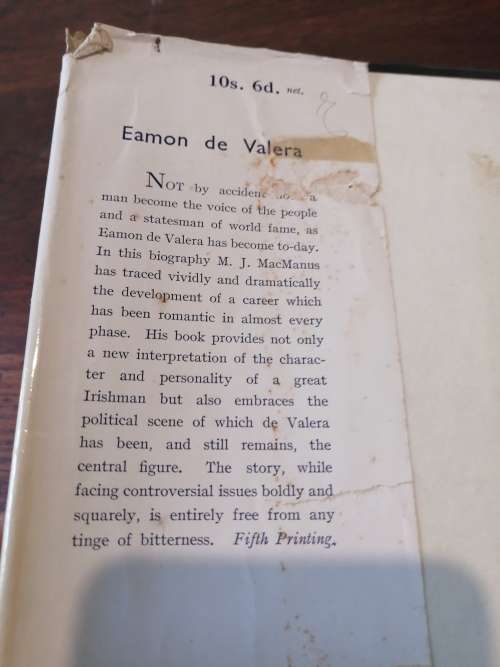 10s. 6d. net.
Eamon de Valera
NOT by accident a
man become the voice of the people
and a statesman of world fame, as
Eamon de Valera has become to-day.
In this biography M. J. MacManus
has traced vividly and dramatically
the development of a career which
has been romantic in almost every
phase. His book provides not only
a new interpretation of the charac-
ter and personality of a great
Irishman but also embraces the
political scene of which de Valera
has been, and still remains, the
central figure. The story, while
facing controversial issues boldly and
squarely, is entirely free from any
tinge of bitterness. Fifth Printing.